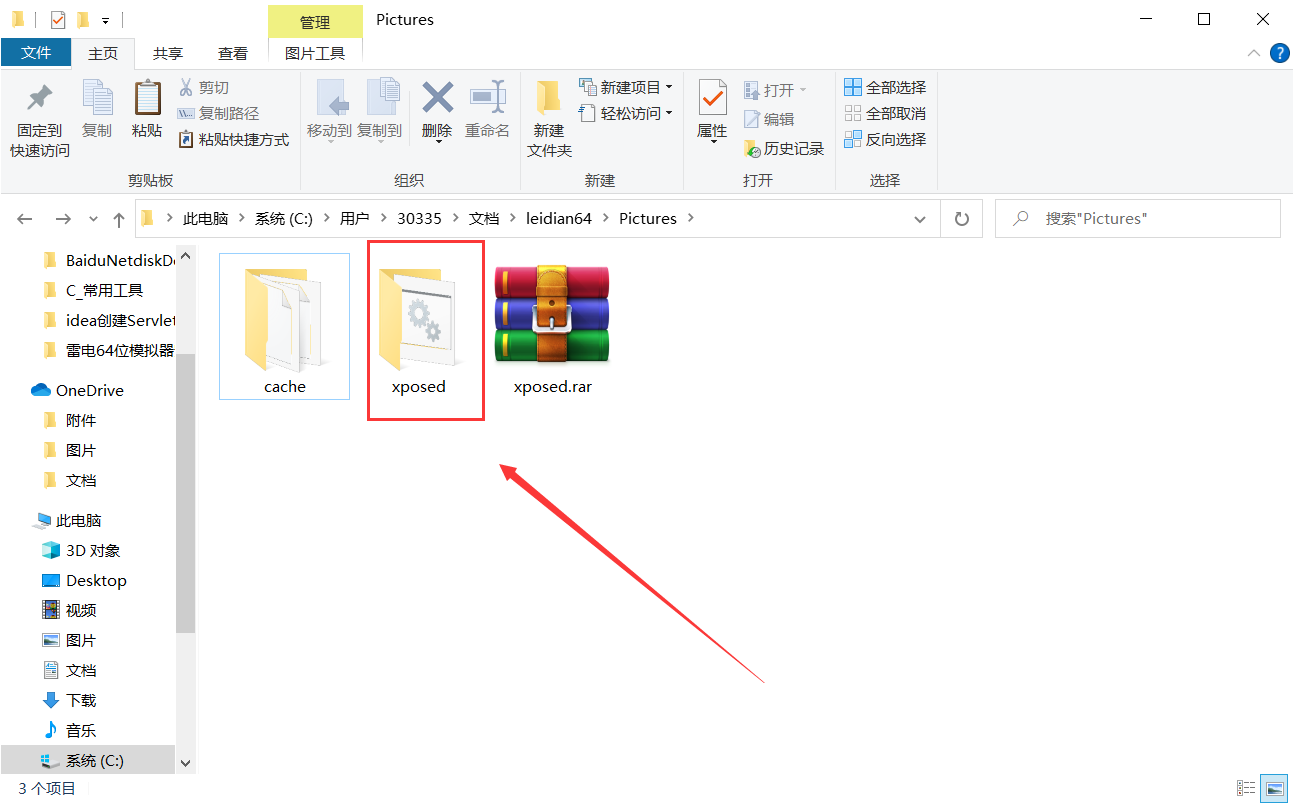 管理
Pictures
文件
主页
共享
查看
图片工具
固定到
快速访问
复制
粘贴
剪切
复制路径
粘贴快捷方式
剪贴板
移动到
复制到
删除
重命名
组织
新建
文件夹
新建项目
轻松访问
新建
属性
打开
编辑
历史记录
打开
全部选择
全部取消
反向选择
选择
此电脑 系统 (C:) 用户 30335 文档 leidian64 Pictures
搜索"Pictures"
BaiduNetdiskD
C_常用工具
idea创建Servlet
雷电64位模拟器
OneDrive
附件
图片
文档
此电脑
3D 对象
Desktop
视频
图片
文档
下载
音乐
系统 (C:)
cache
xposed
xposed.rar
3 个项目